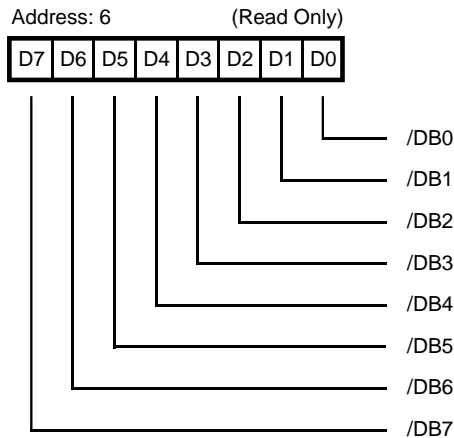 Address: 6 (Read Only)
D7 D6 D5 D4 D3 D2 D1 D0
/DB0
/DB1
/DB2
/DB3
/DB4
/DB5
/DB6
/DB7